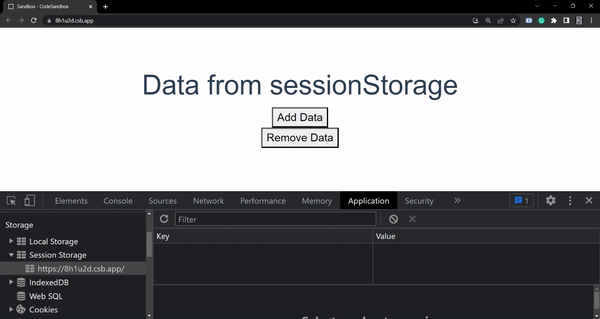 Sandbox - CodeSandbox
8h1u2d.csb.app
Data from sessionStorage
Add Data
Remove Data
Elements Console Sources Network Performance Memory Application Security 1
Storage
Filter
Local Storage
Key Value
Session Storage
https://8h1u2d.csb.app/
IndexedDB
Web SQL
Cookies